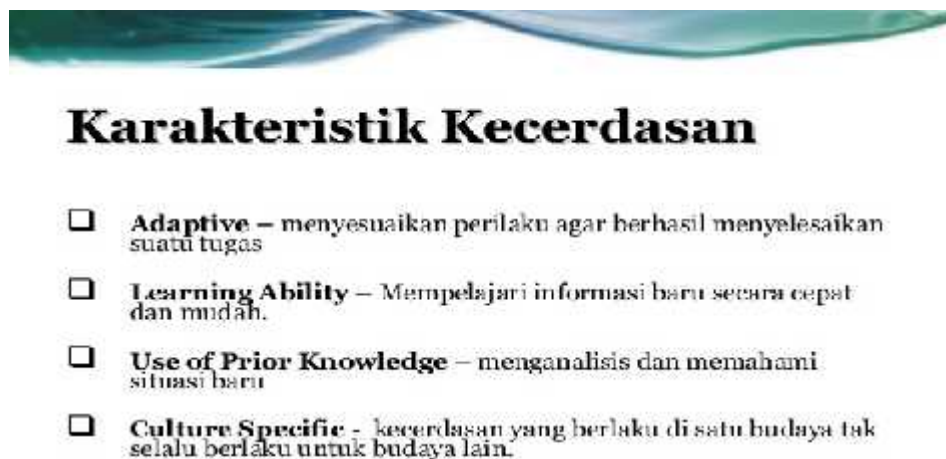 Karakteristik Kecerdasan
❑ Adaptive – menyesuaikan perilaku agar berhasil menyelesaikan
suatu tugas
❑ Learning Ability – Mempelajari informasi baru secara cepat
dan mudah.
❑ Use of Prior Knowledge – menganalisis dan memahami
situasi baru
❑ Culture Specific - kecerdasan yang berlaku di satu budaya tak
selalu berlaku untuk budaya lain.